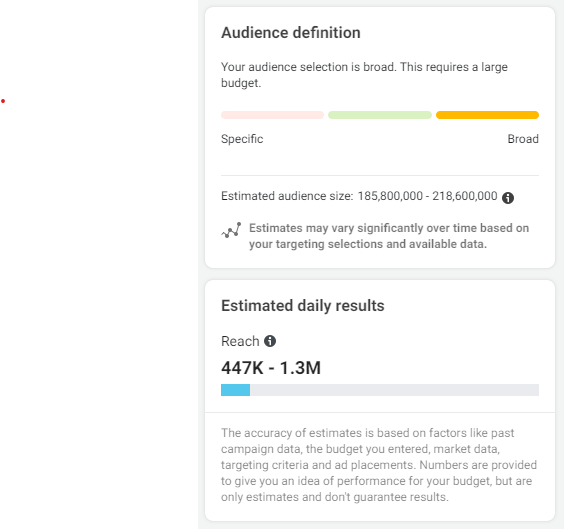 Audience definition
Your audience selection is broad. This requires a large
budget.
Specific
Broad
Estimated audience size: 185,800,000 - 218,600,000
Estimates may vary significantly over time based on
your targeting selections and available data.
Estimated daily results
Reach
447K - 1.3M
The accuracy of estimates is based on factors like past
campaign data, the budget you entered, market data,
targeting criteria and ad placements. Numbers are provided
to give you an idea of performance for your budget, but are
only estimates and don't guarantee results.